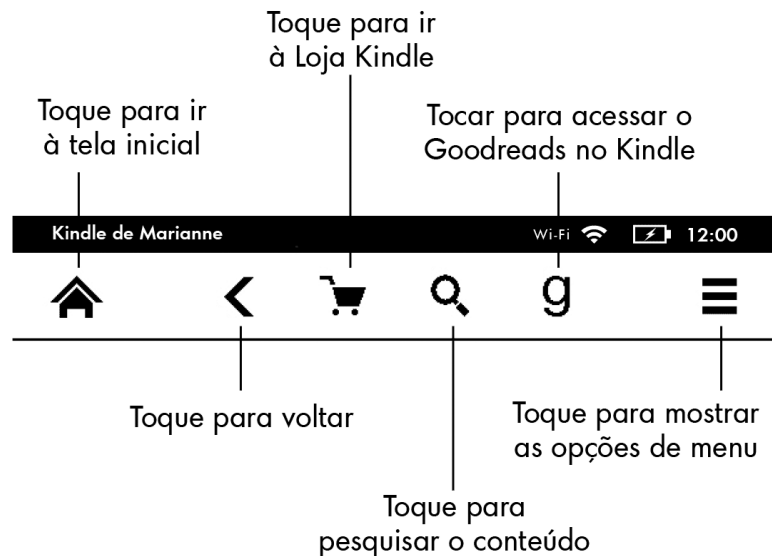 Toque para ir
à Loja Kindle
Toque para ir
à tela inicial
Tocar para acessar o
Goodreads no Kindle
Kindle de Marianne
Wi-Fi
12:00
g
Toque para voltar
Toque para mostrar
as opções de menu
Toque para
pesquisar o conteúdo